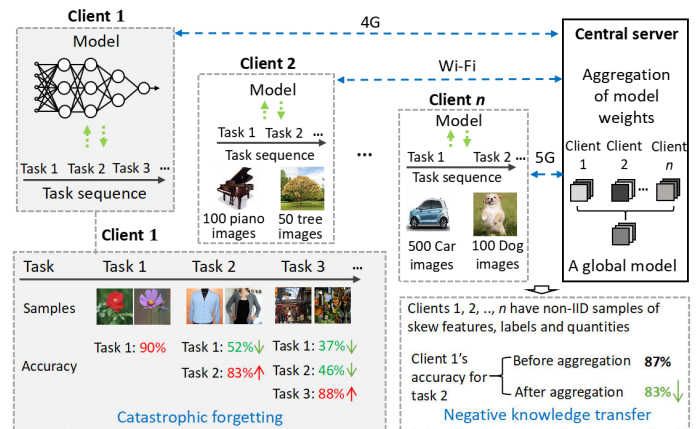 Client 1
Model
Task 1 Task 2 Task 3 ...
Task sequence
4G
Client 2
Model
Task 1 Task 2 ...
Task sequence
100 piano
images
50 tree
images
...
Wi-Fi
Client n
Model
Task 1 Task 2 ...
Task sequence
500 Car
images
100 Dog
images
5G
Central server
Aggregation
of model
weights
Client Client Client
1 2 n
...
A global model
Client 1
Task Task 1 Task 2 Task 3 ...
Samples
Accuracy
Task 1: 90% Task 1: 52%↓ Task 1: 37%↓
Task 2: 83%↑ Task 2: 46%↓
Task 3: 88%↑
Catastrophic forgetting
Clients 1, 2, .., n have non-IID samples of
skew features, labels and quantities
Client 1's
accuracy for
task 2
Before aggregation 87%
After aggregation 83%↓
Negative knowledge transfer